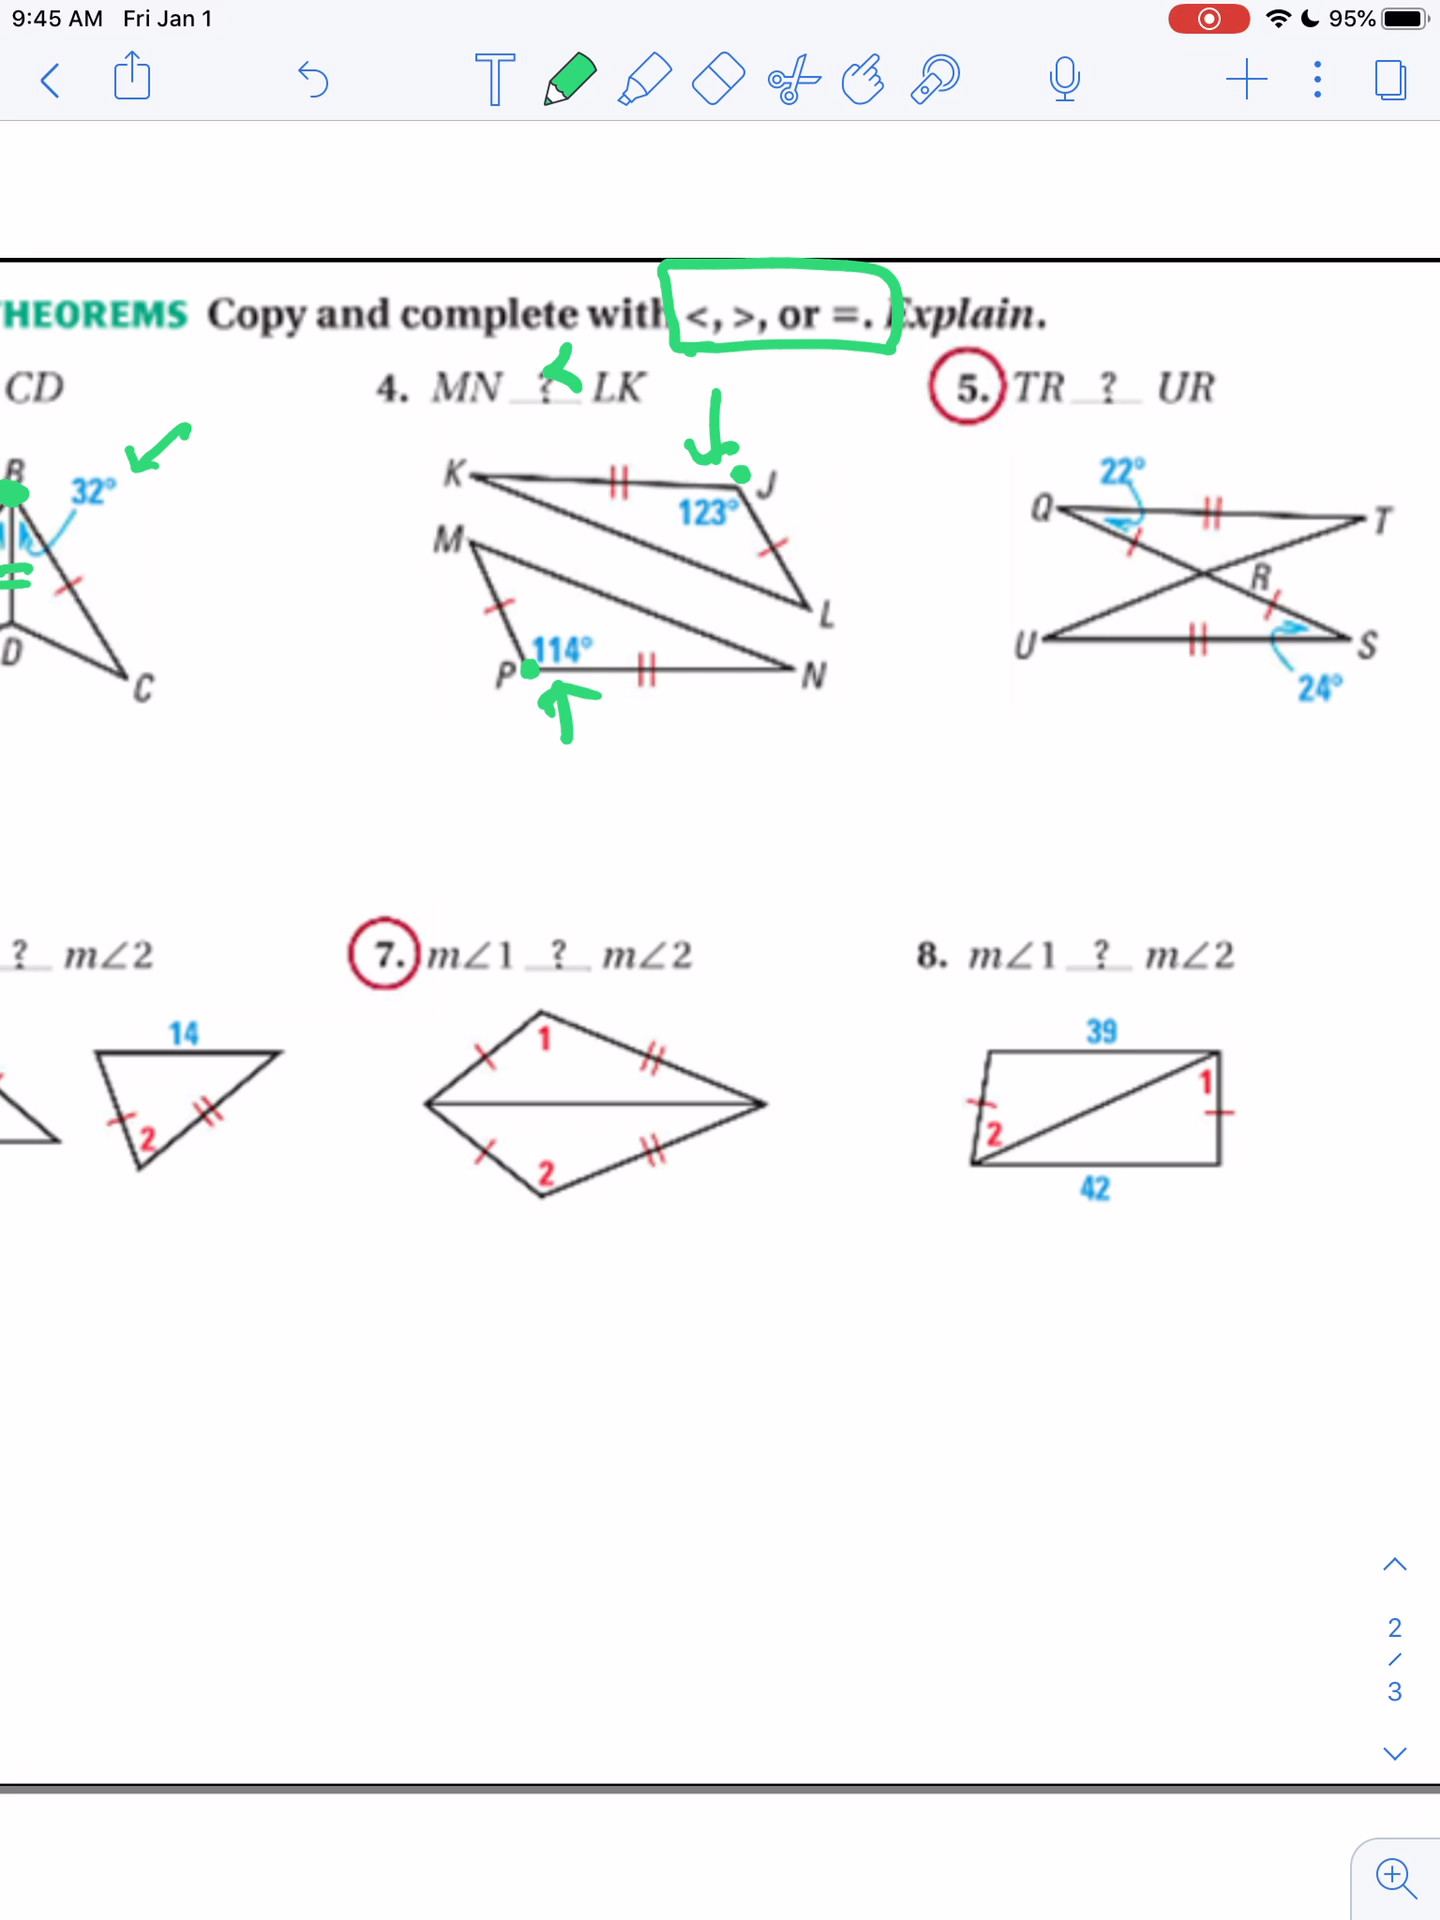 9:45 AM Fri Jan 1 95%
THEOREMS Copy and complete with <, >, or =. Explain.
CD
4. MN ? < LK
5. TR ? UR
B
32°
D
C
K
J
123°
M
L
114°
P
N
22°
Q
T
R
U
S
24°
? m∠2
7. m∠1 ? m∠2
8. m∠1 ? m∠2
14
2
1
2
39
1
2
42
2
/
3